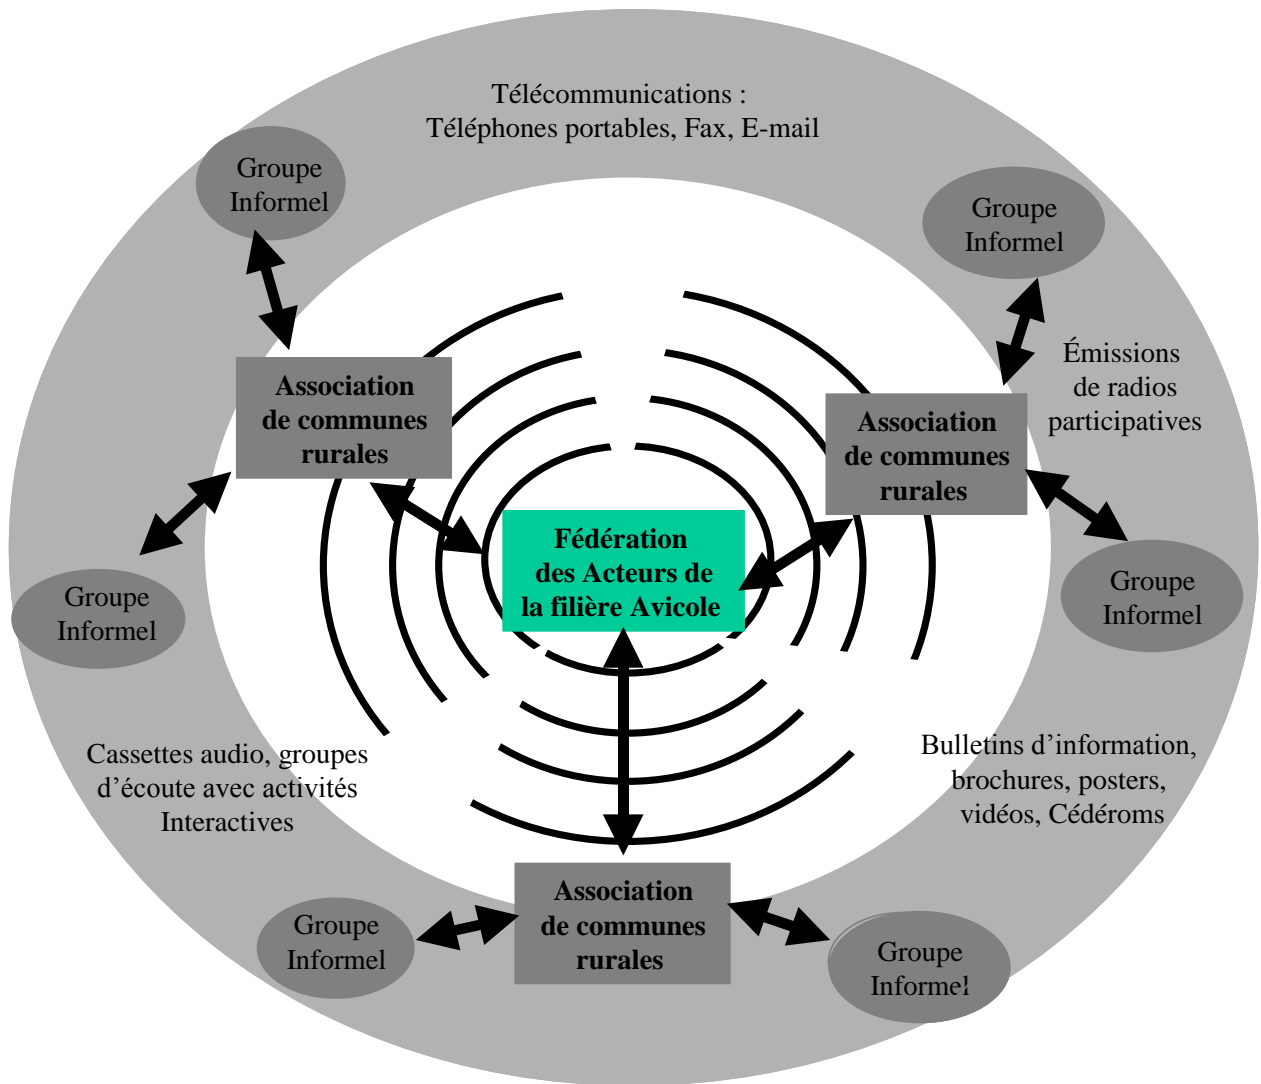 Télécommunications :
Téléphones portables, Fax, E-mail
Groupe
Informel
Groupe
Informel
Émissions
de radios
participatives
Association
de communes
rurales
Association
de communes
rurales
Fédération
des Acteurs de
la filière Avicole
Groupe
Informel
Groupe
Informel
Cassettes audio, groupes
d’écoute avec activités
Interactives
Bulletins d’information,
brochures, posters,
vidéos, Cédéroms
Association
de communes
rurales
Groupe
Informel
Groupe
Informel